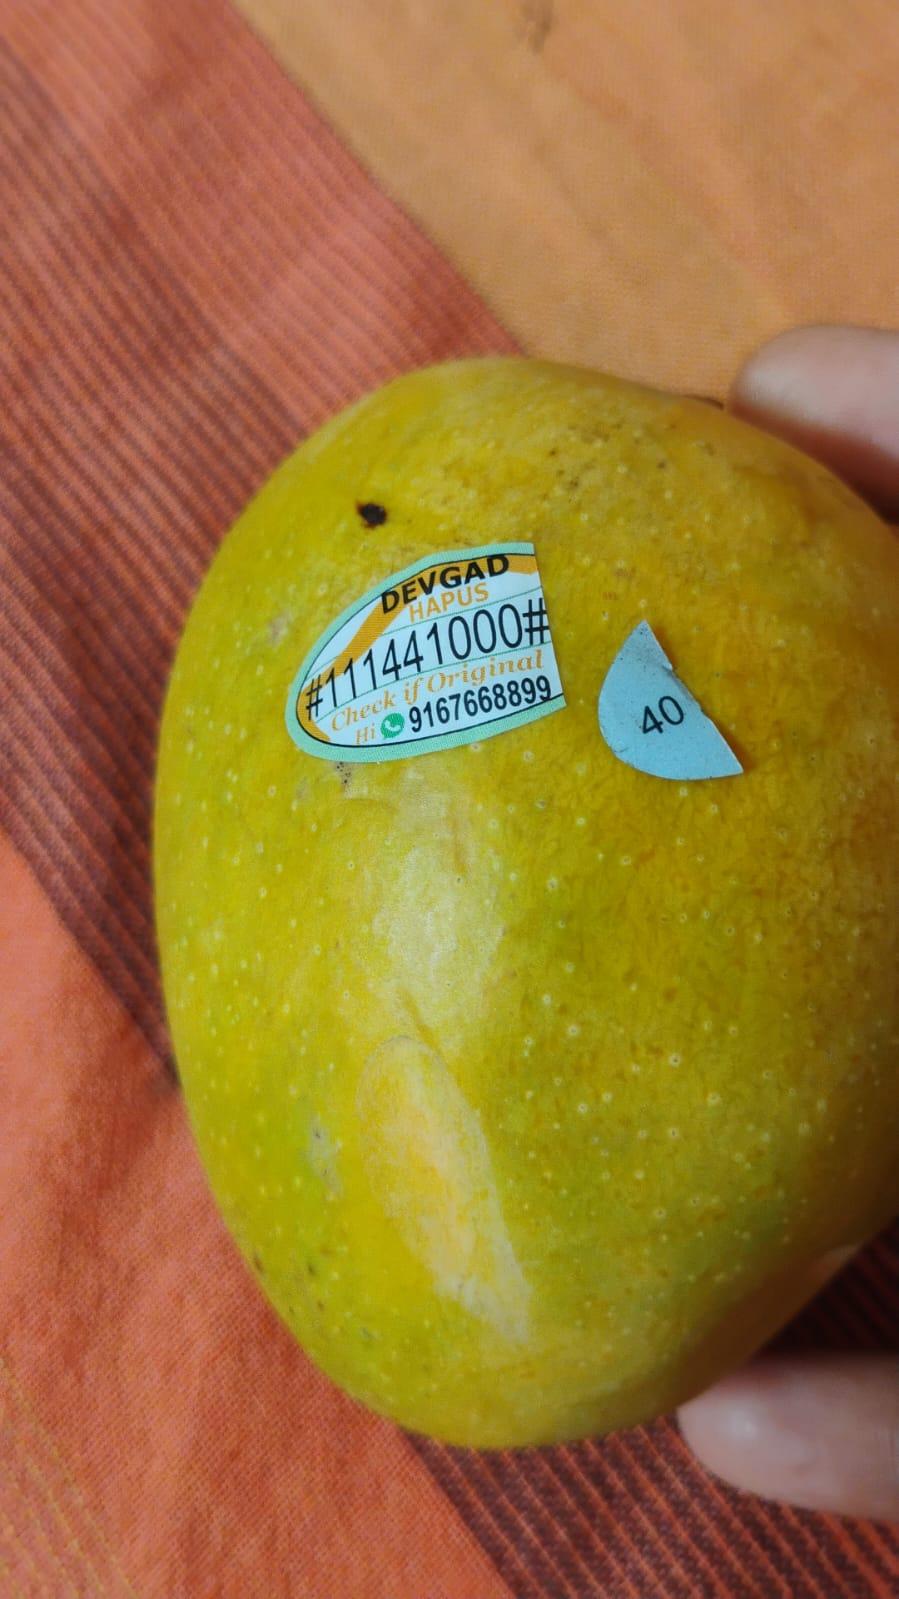 DEVGAD
HAPUS
#111441000#
Check if Original
Hi 9167668899
40